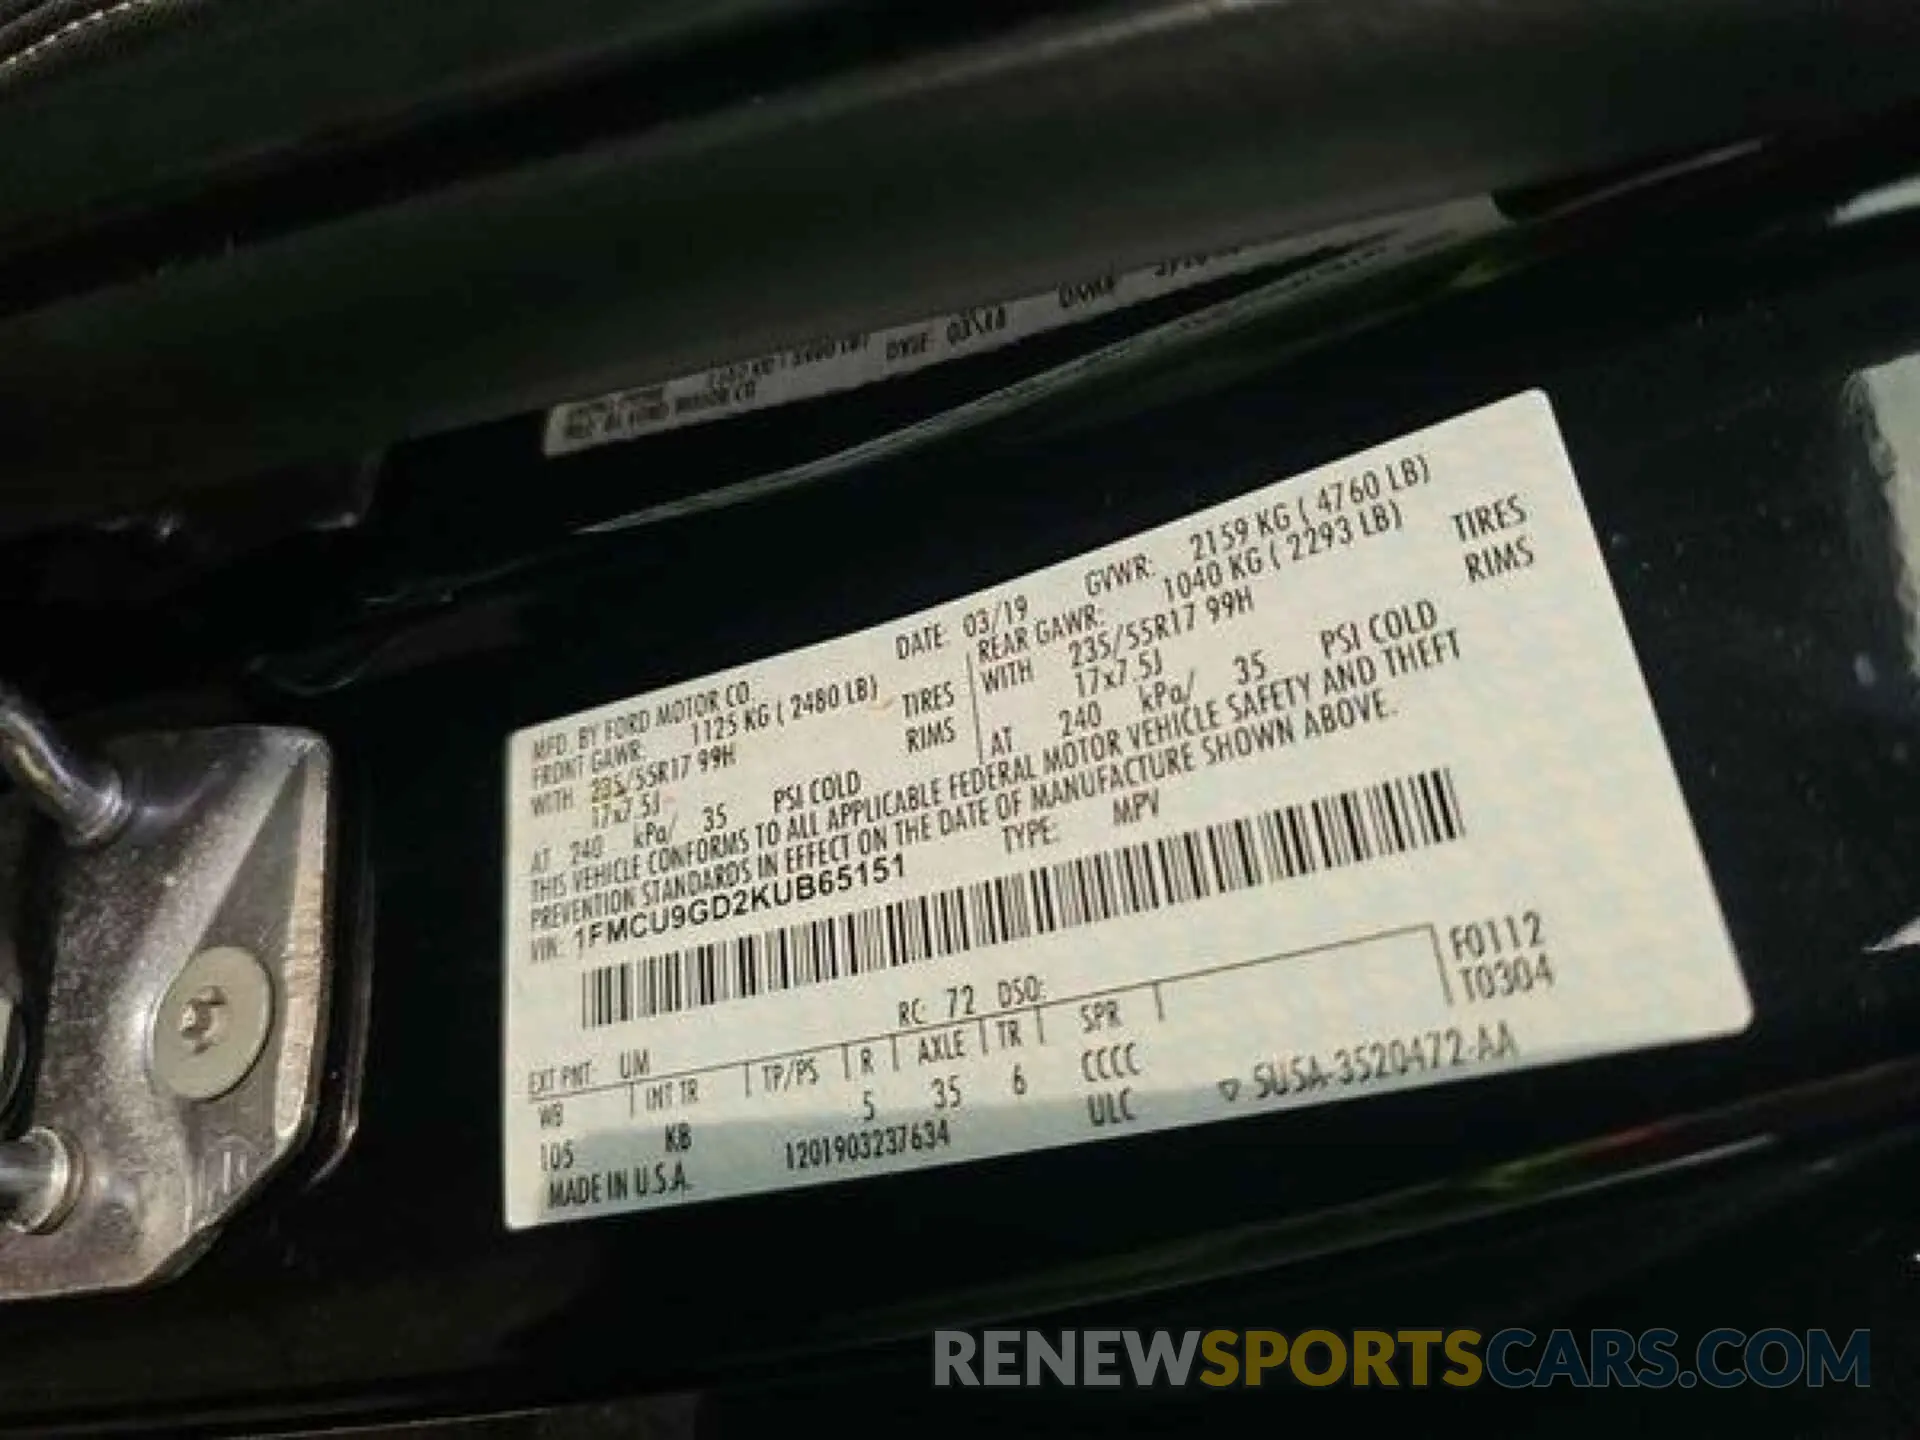 MFD. BY FORD MOTOR CO. DATE: 03/19 GVWR: 2159 KG ( 4760 LB)
FRONT GAWR: 1125 KG ( 2480 LB) REAR GAWR: 1040 KG ( 2293 LB)
WITH 235/55R17 99H TIRES WITH 235/55R17 99H TIRES
17x7.5J RIMS 17x7.5J RIMS
AT 240 kPa/ 35 PSI COLD AT 240 kPa/ 35 PSI COLD
THIS VEHICLE CONFORMS TO ALL APPLICABLE FEDERAL MOTOR VEHICLE SAFETY AND THEFT
PREVENTION STANDARDS IN EFFECT ON THE DATE OF MANUFACTURE SHOWN ABOVE.
VIN: 1FMCU9GD2KUB65151 TYPE: MPV
F0112
T0304
EXT PNT: UM RC: 72 DSO:
WB INT TR TP/PS R AXLE TR SPR
105 KB 5 35 6 CCCC
MADE IN U.S.A. 1201903237634 ULC ▽ 5U5A-3520472-AA
RENEWSPORTSCARS.COM